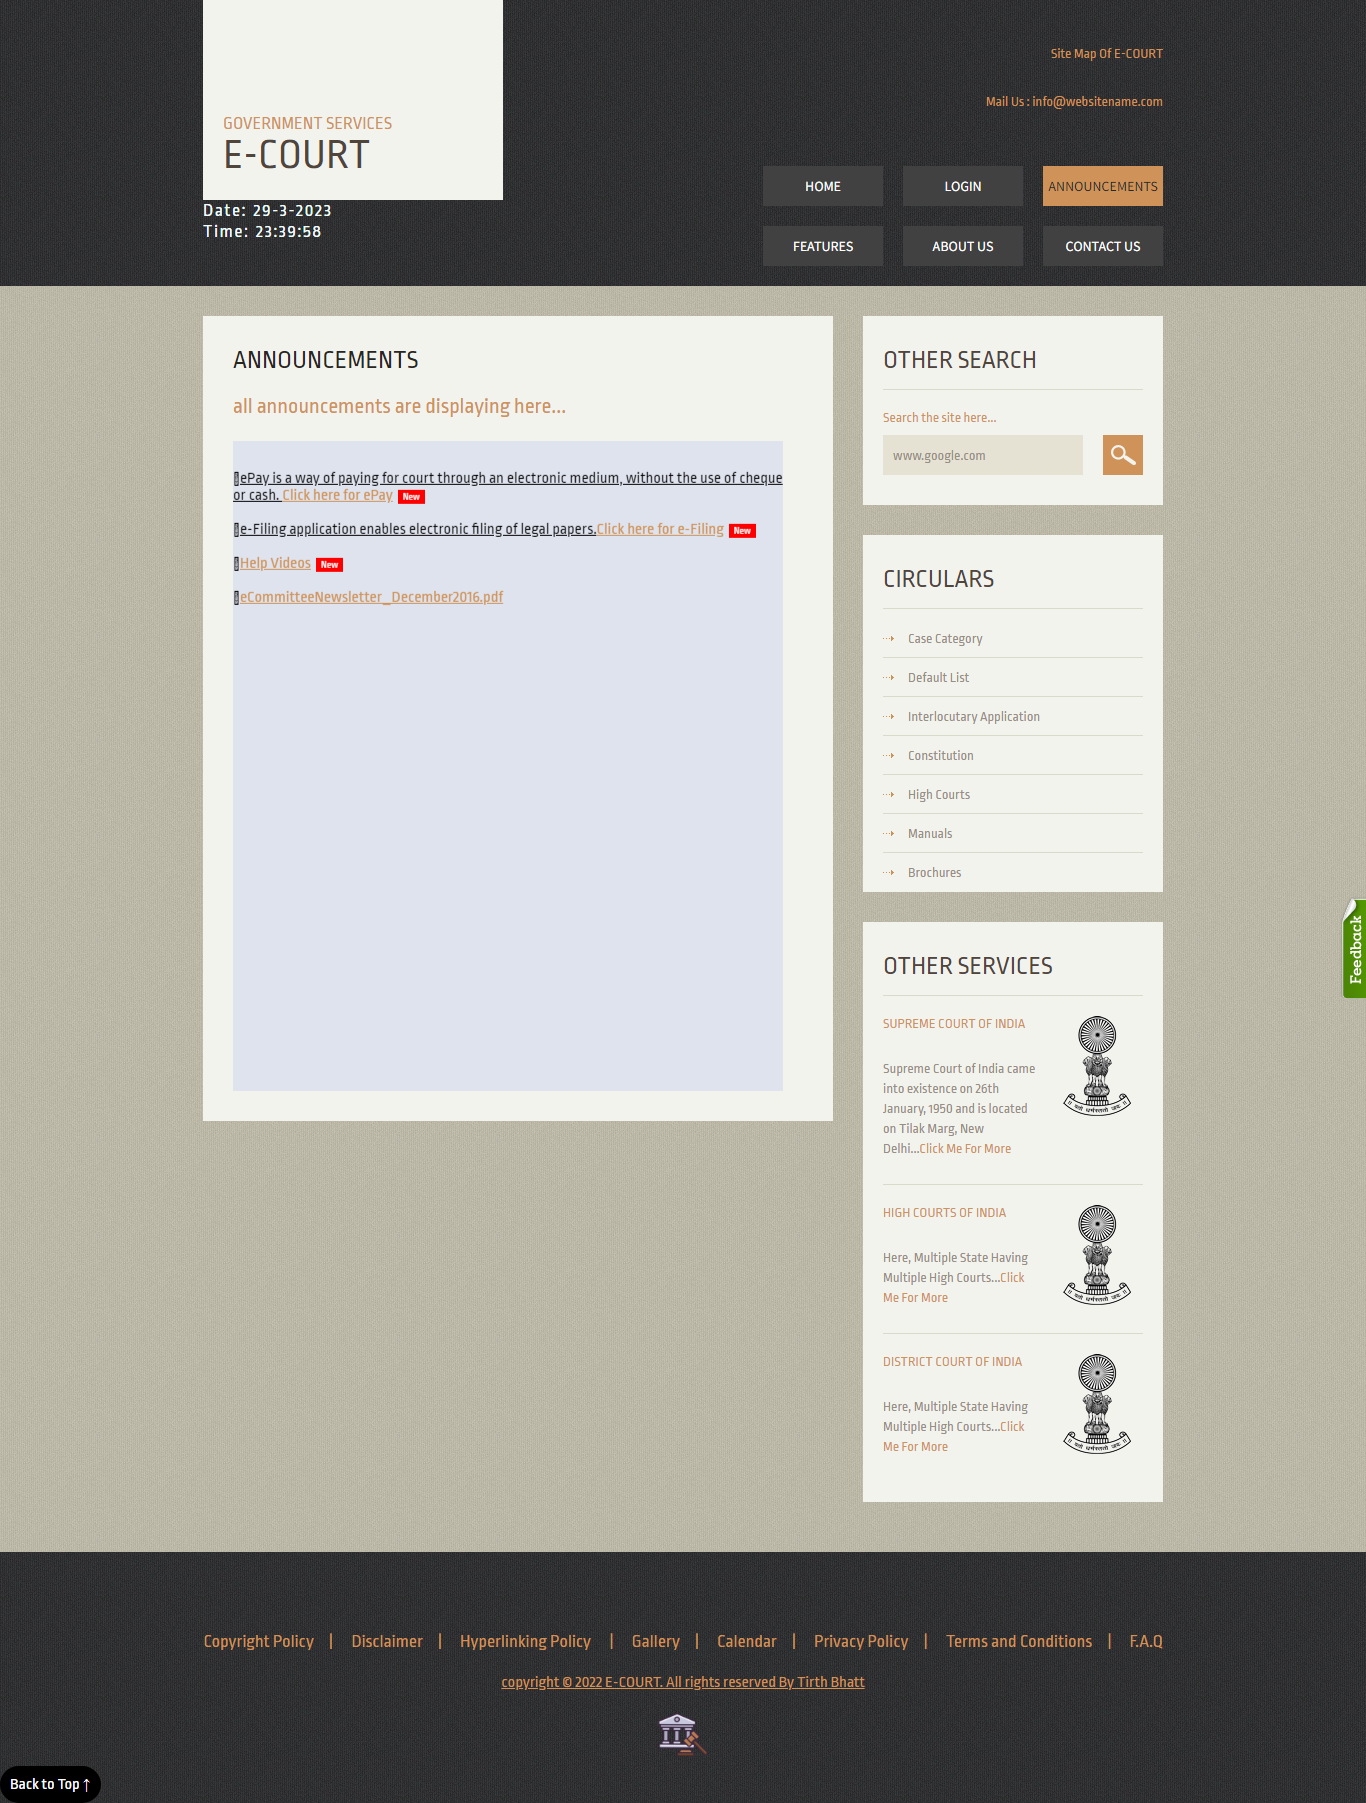 Site Map Of E-COURT
Mail Us : info@websitename.com
GOVERNMENT SERVICES
E-COURT
Date: 29-3-2023
Time: 23:39:58
HOME
LOGIN
ANNOUNCEMENTS
FEATURES
ABOUT US
CONTACT US
ANNOUNCEMENTS
all announcements are displaying here...
ePay is a way of paying for court through an electronic medium, without the use of cheque
or cash. Click here for ePay New
e-Filing application enables electronic filing of legal papers.Click here for e-Filing New
Help Videos New
eCommitteeNewsletter_December2016.pdf
OTHER SEARCH
Search the site here...
www.google.com
CIRCULARS
Case Category
Default List
Interlocutary Application
Constitution
High Courts
Manuals
Brochures
Feedback
OTHER SERVICES
SUPREME COURT OF INDIA
Supreme Court of India came
into existence on 26th
January, 1950 and is located
on Tilak Marg, New
Delhi...Click Me For More
HIGH COURTS OF INDIA
Here, Multiple State Having
Multiple High Courts...Click
Me For More
DISTRICT COURT OF INDIA
Here, Multiple State Having
Multiple High Courts...Click
Me For More
Copyright Policy | Disclaimer | Hyperlinking Policy | Gallery | Calendar | Privacy Policy | Terms and Conditions | F.A.Q
copyright © 2022 E-COURT. All rights reserved By Tirth Bhatt
Back to Top ↑